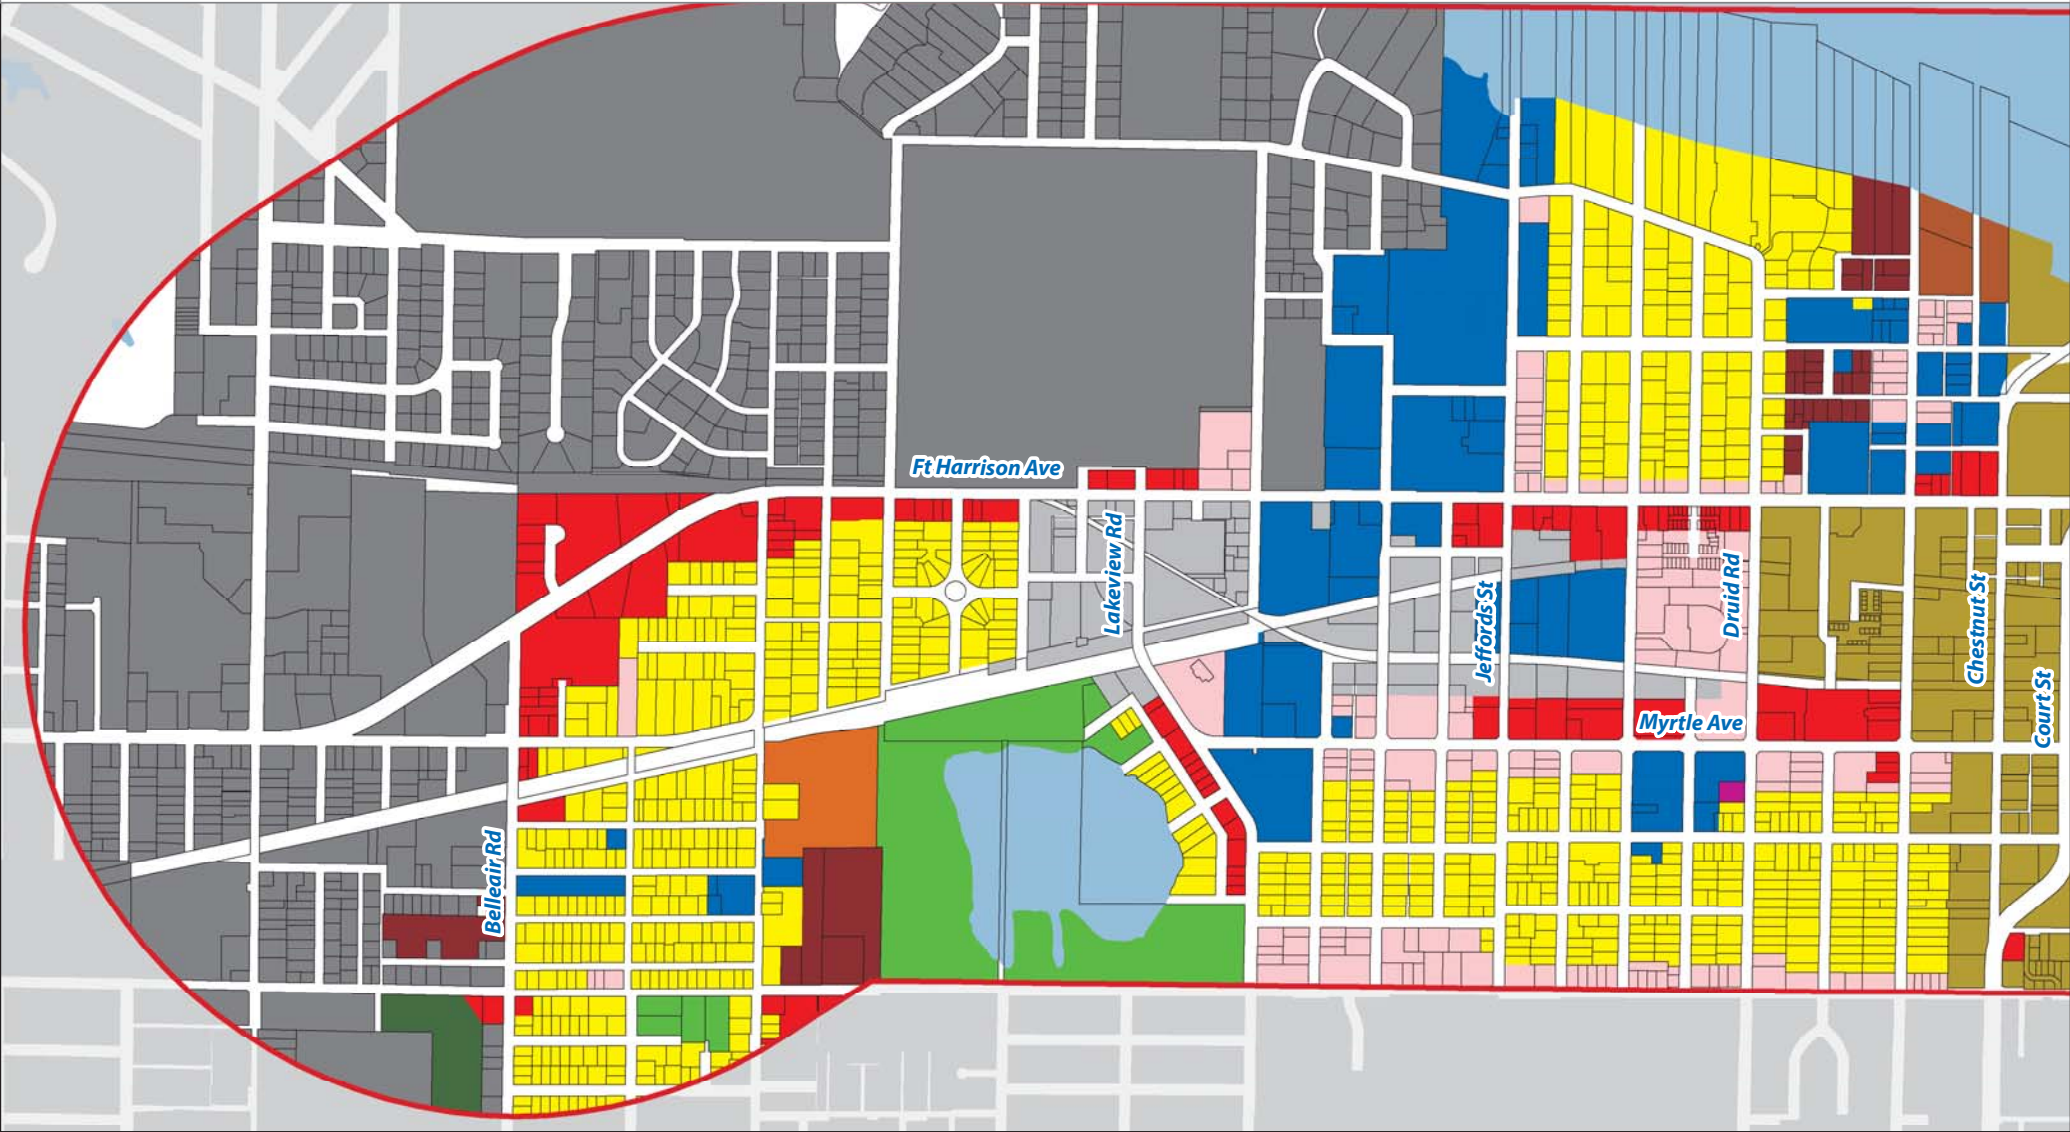 Ft Harrison Ave
Lakeview Rd
Jeffords St
Druid Rd
Chestnut St
Court St
Myrtle Ave
Belleair Rd